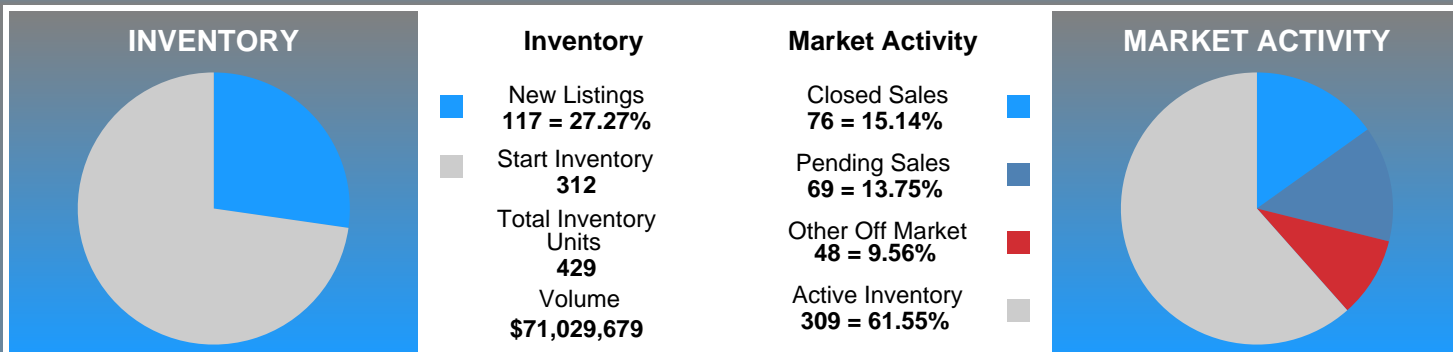 INVENTORY
Inventory
New Listings
117 = 27.27%
Start Inventory
312
Total Inventory
Units
429
Volume
$71,029,679
Market Activity
Closed Sales
76 = 15.14%
Pending Sales
69 = 13.75%
Other Off Market
48 = 9.56%
Active Inventory
309 = 61.55%
MARKET ACTIVITY